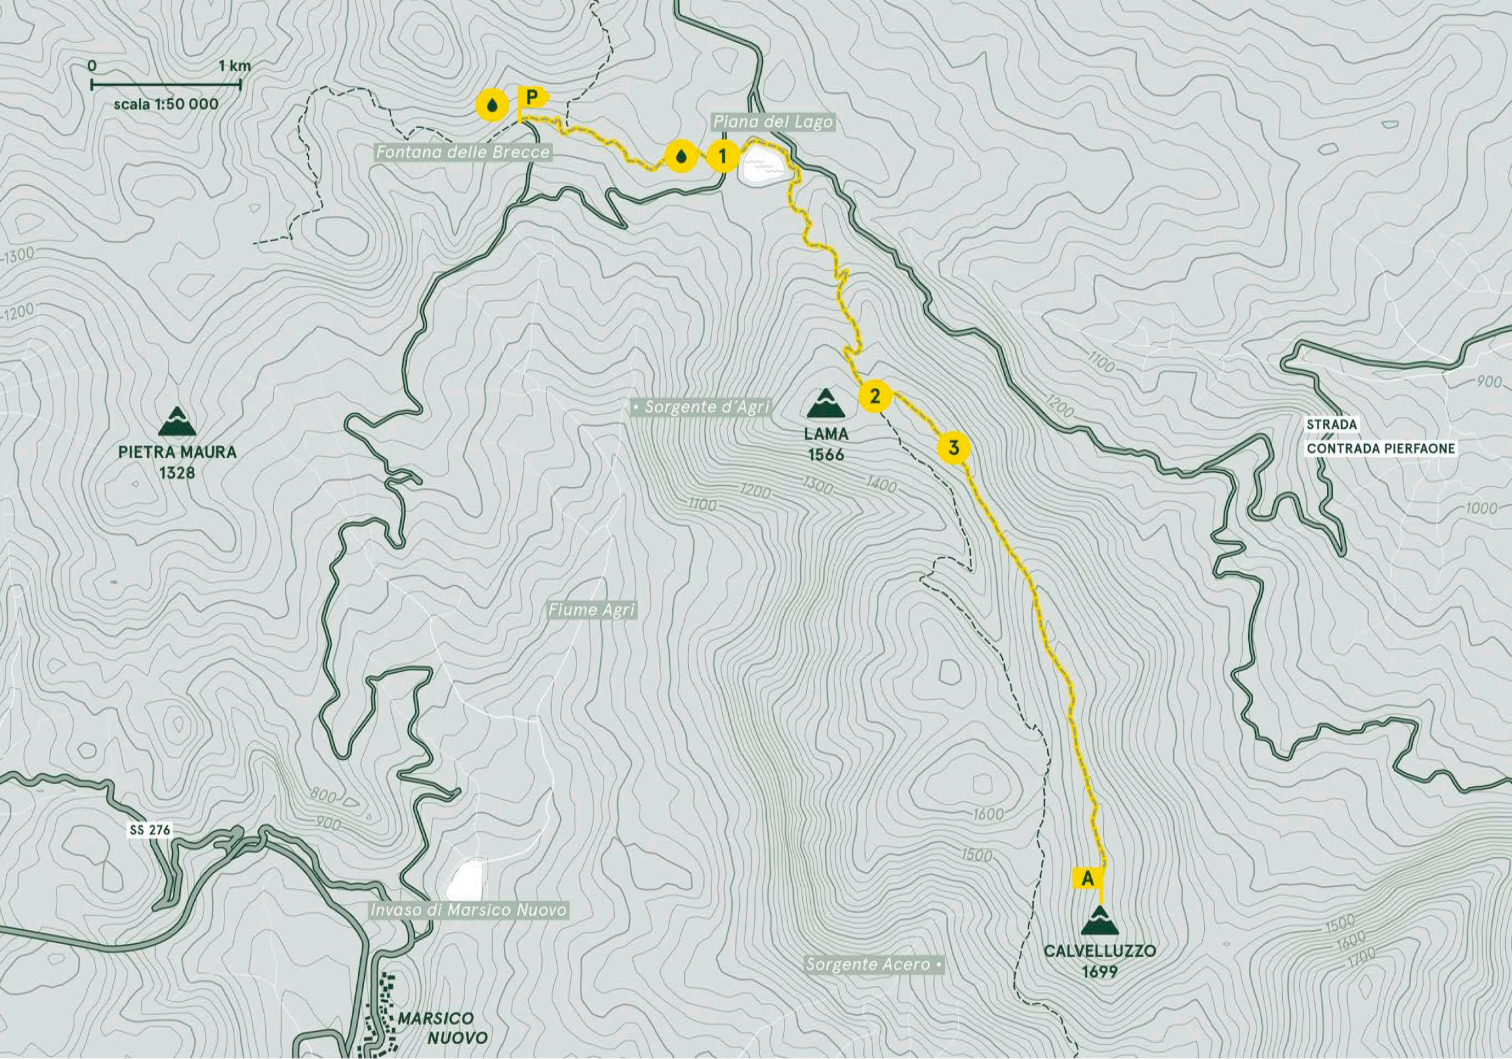 0 1 km
scala 1:50 000
P
Piana del Lago
Fontana delle Brecce
1
1300
1200
1100
900
2
Sorgente d'Agri
1200
LAMA
1566
STRADA
CONTRADA PIERFAONE
3
PIETRA MAURA
1328
1100
1200
1300
1400
1000
Fiume Agri
800
900
SS 276
1600
1500
A
Invaso di Marsico Nuovo
CALVELLUZZO
1699
1500
1600
1700
Sorgente Acero
MARSICO
NUOVO